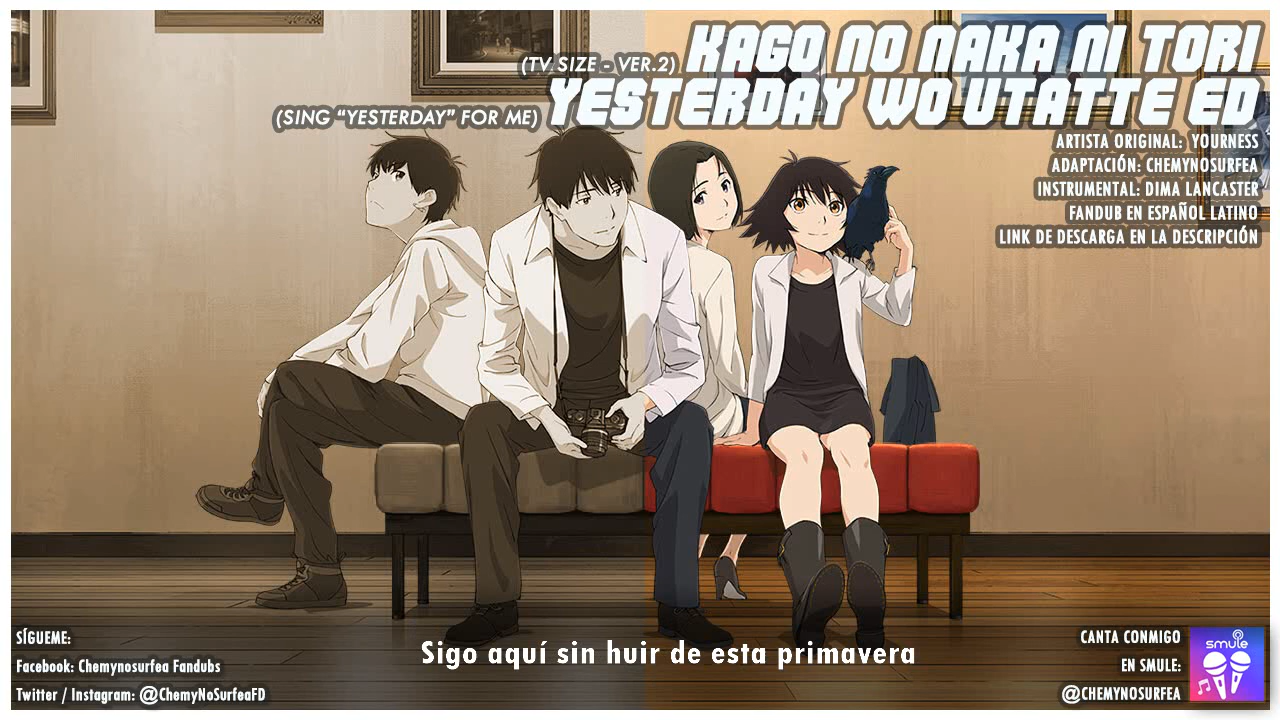 (TV. SIZE - VER.2) KAGO NO NAKA NI TORI
(SING “YESTERDAY” FOR ME) YESTERDAY WO UTATTE ED
ARTISTA ORIGINAL: YOURNESS
ADAPTACIÓN: CHEMYNOSURFEA
INSTRUMENTAL: DIMA LANCASTER
FANDUB EN ESPAÑOL LATINO
LINK DE DESCARGA EN LA DESCRIPCIÓN
Sigo aquí sin huir de esta primavera
SÍGUEME:
Facebook: Chemynosurfea Fandubs
Twitter / Instagram: @ChemyNoSurfeaFD
CANTA CONMIGO
EN SMULE:
@CHEMYNOSURFEA
smule